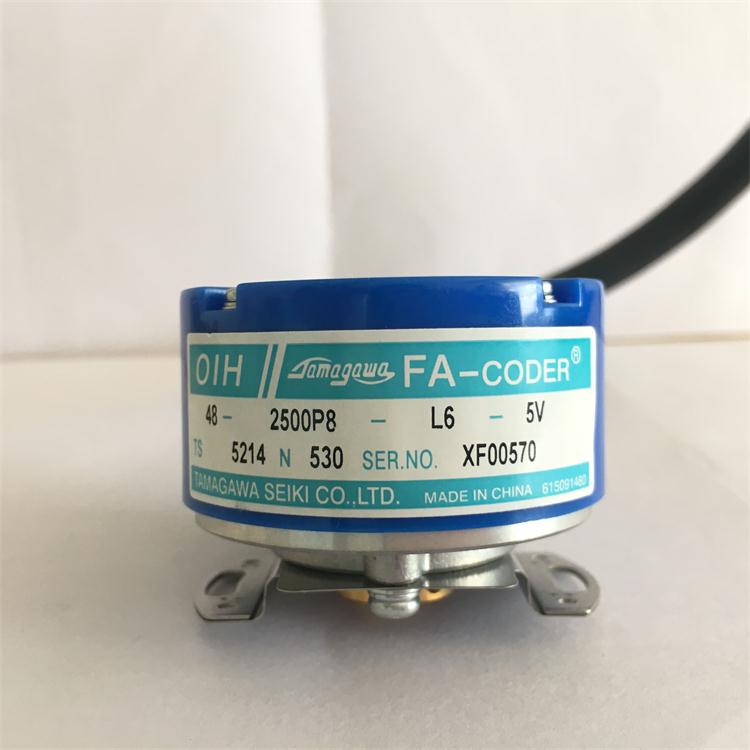 OIH Tamagawa FA-CODER®
48 - 2500P8 - L6 - 5V
TS 5214 N 530 SER.NO. XF00570
TAMAGAWA SEIKI CO.,LTD. MADE IN CHINA 615091480